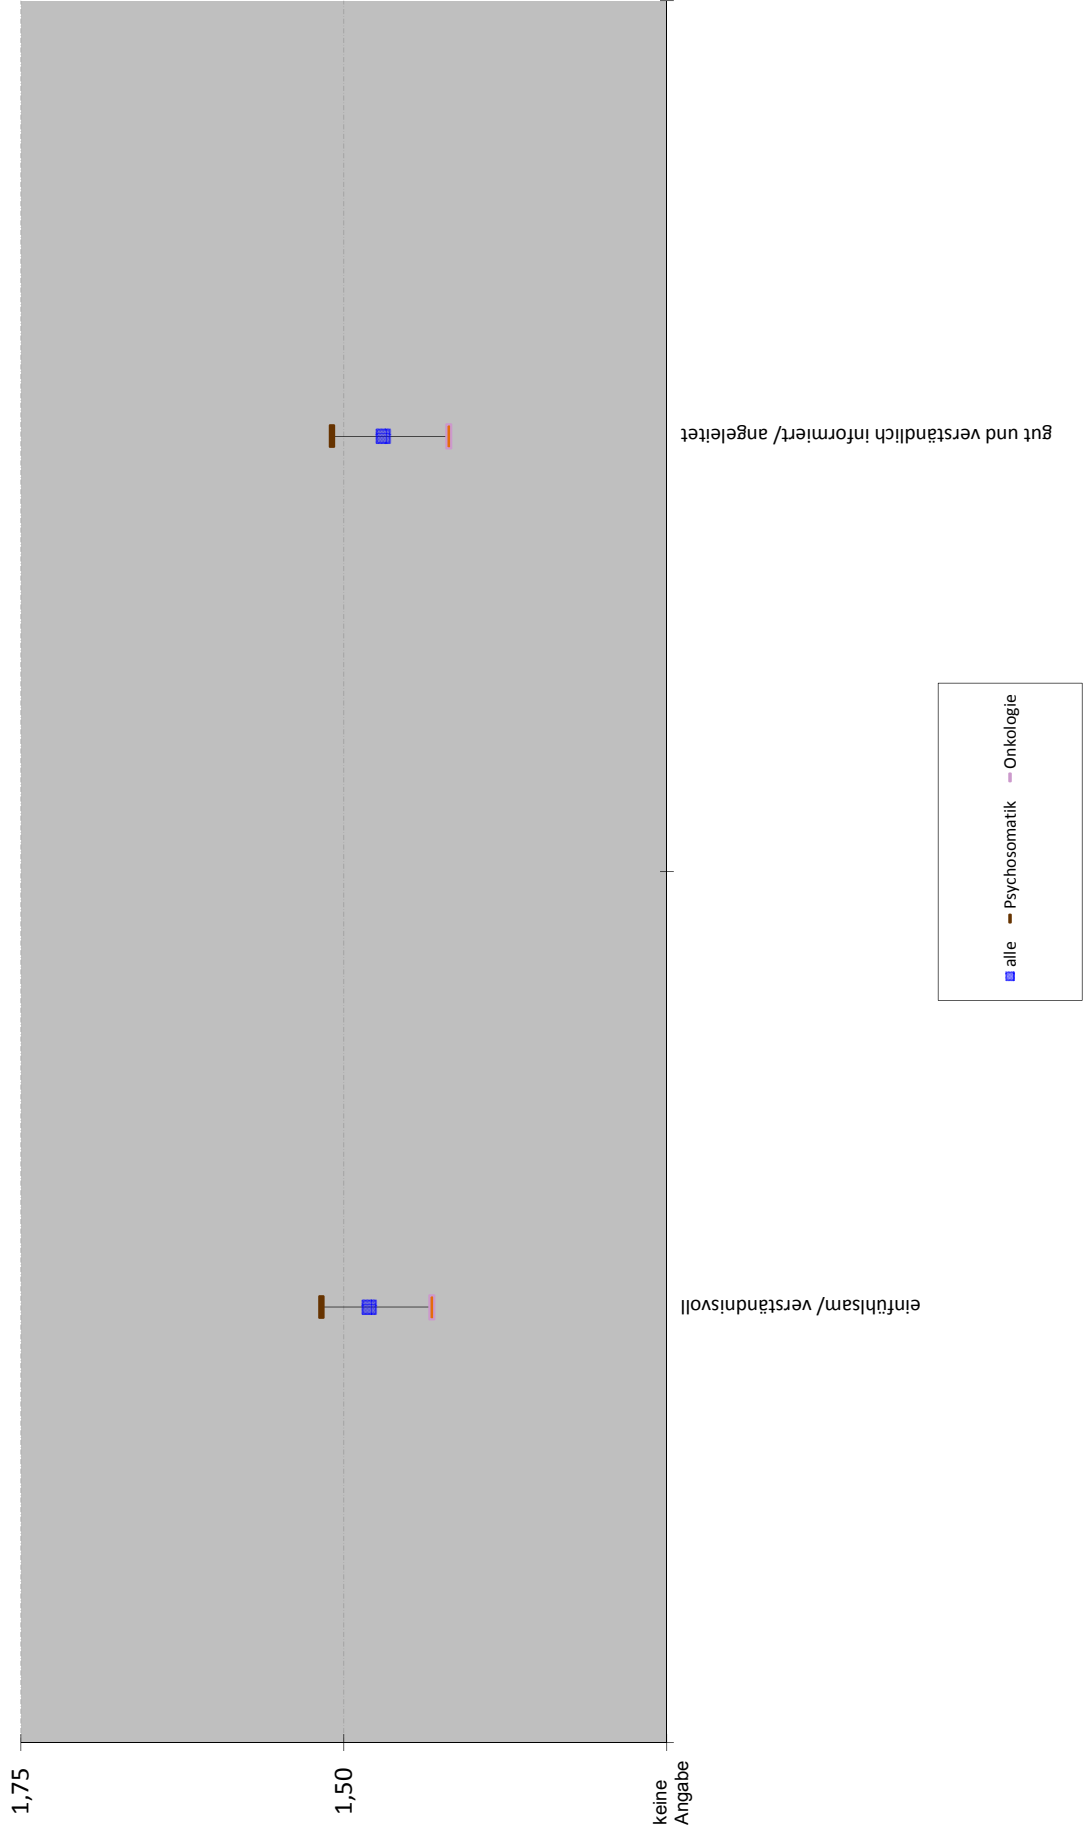 1,75
1,50
keine
Angabe
einfühlsam/ verständnisvoll
gut und verständlich informiert/ angeleitet
alle
Psychosomatik
Onkologie